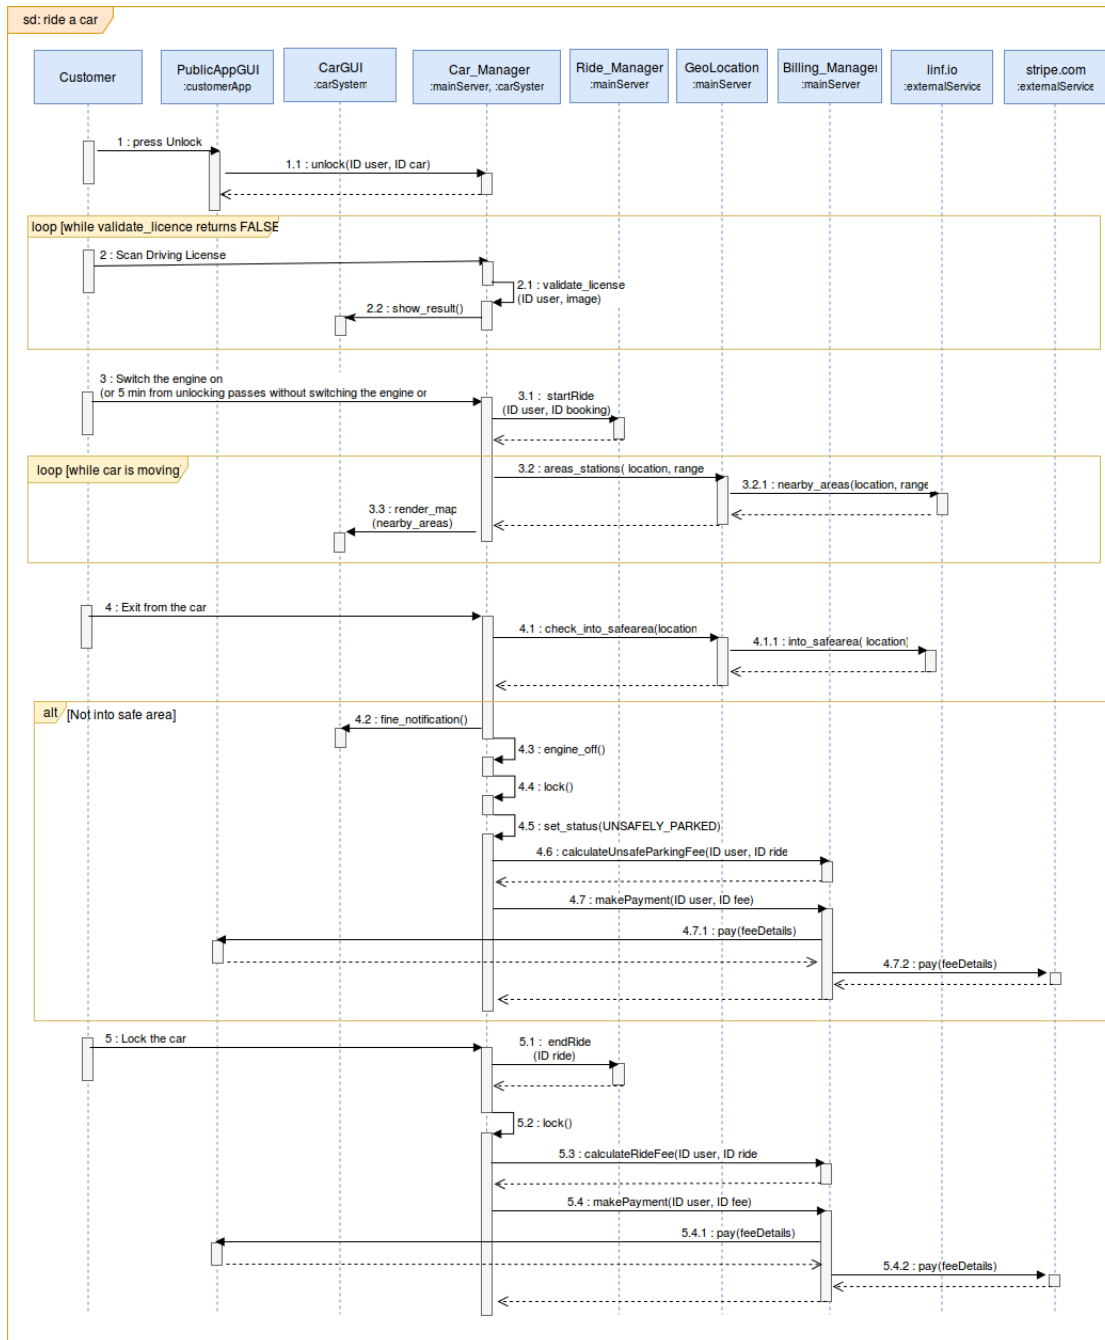 sd: ride a car
Customer
PublicAppGUI
:customerApp
CarGUI
:carSystem
Car_Manager
:mainServer, :carSyster
Ride_Manager
:mainServer
GeoLocation
:mainServer
Billing_Manager
:mainServer
linf.io
:externalService
stripe.com
:externalService
1 : press Unlock
1.1 : unlock(ID user, ID car)
loop [while validate_licence returns FALSE
2 : Scan Driving License
2.1 : validate_license
(ID user, image)
2.2 : show_result()
3 : Switch the engine on
(or 5 min from unlocking passes without switching the engine or
3.1 : startRide
(ID user, ID booking)
loop [while car is moving
3.2 : areas_stations( location, range
3.2.1 : nearby_areas(location, range
3.3 : render_map
(nearby_areas)
4 : Exit from the car
4.1 : check_into_safearea(location
4.1.1 : into_safearea( location)
alt [Not into safe area]
4.2 : fine_notification()
4.3 : engine_off()
4.4 : lock()
4.5 : set_status(UNSAFELY_PARKED)
4.6 : calculateUnsafeParkingFee(ID user, ID ride
4.7 : makePayment(ID user, ID fee)
4.7.1 : pay(feeDetails)
4.7.2 : pay(feeDetails)
5 : Lock the car
5.1 : endRide
(ID ride)
5.2 : lock()
5.3 : calculateRideFee(ID user, ID ride
5.4 : makePayment(ID user, ID fee)
5.4.1 : pay(feeDetails)
5.4.2 : pay(feeDetails)